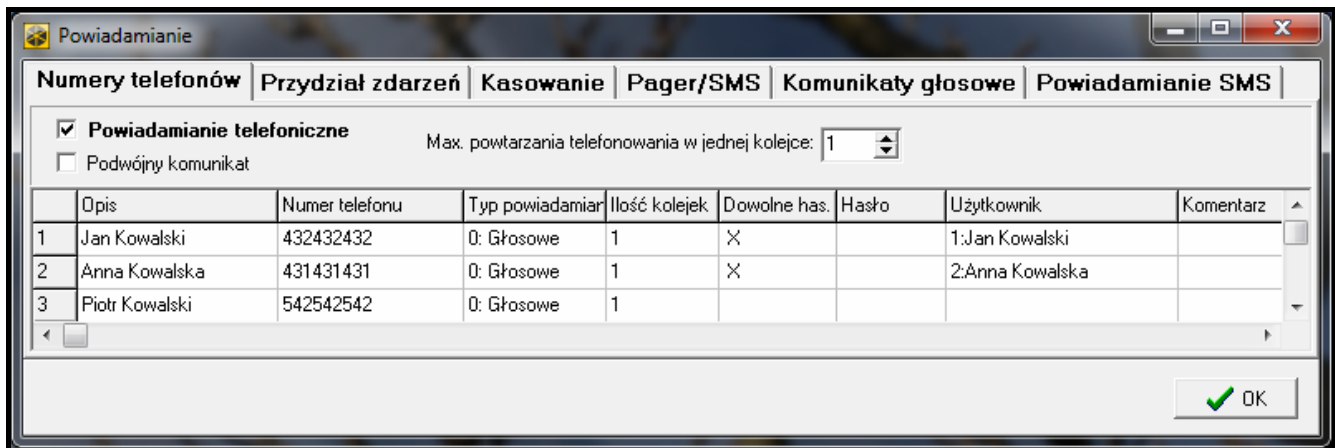 Powiadamianie
Numery telefonów Przydział zdarzeń Kasowanie Pager/SMS Komunikaty głosowe Powiadamianie SMS
Powiadamianie telefoniczne
Max. powtarzania telefonowania w jednej kolejce: 1
Podwójny komunikat
Opis Numer telefonu Typ powiadamiar Ilość kolejek Dowolne has. Hasło Użytkownik Komentarz
1 Jan Kowalski 432432432 0: Głosowe 1 X 1:Jan Kowalski
2 Anna Kowalska 431431431 0: Głosowe 1 X 2:Anna Kowalska
3 Piotr Kowalski 542542542 0: Głosowe 1
OK